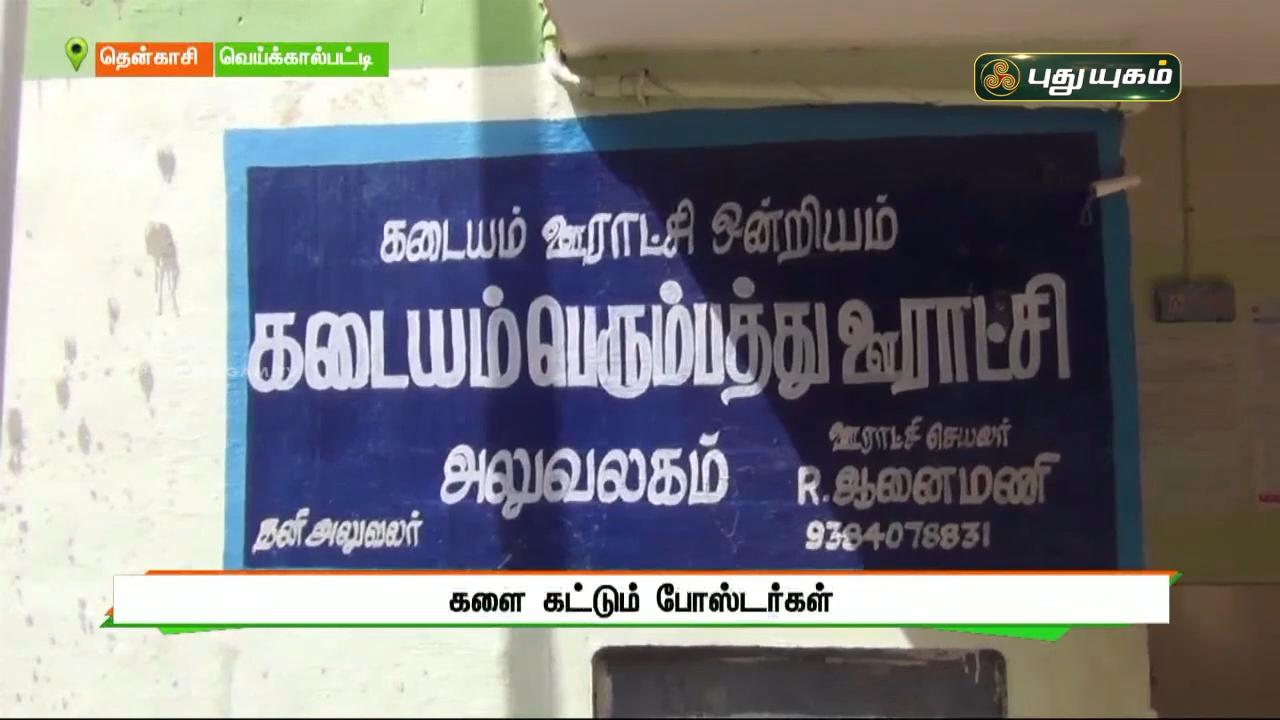 தென்காசி வெய்க்கால்பட்டி
புதுயுகம்
கடையம் ஊராட்சி ஒன்றியம்
கடையம்பெரும்பத்து ஊராட்சி
அலுவலகம்
ஊராட்சி செயலர்
R.ஆனைமணி
தனி அலுவலர்
9384078831
களை கட்டும் போஸ்டர்கள்